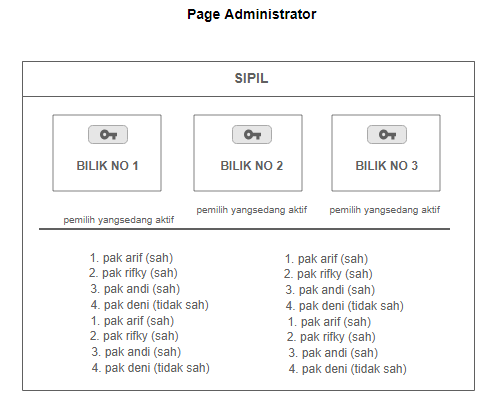 Page Administrator
SIPIL
BILIK NO 1
BILIK NO 2
BILIK NO 3
pemilih yangsedang aktif
pemilih yangsedang aktif
pemilih yangsedang aktif
1. pak arif (sah)
2. pak rifky (sah)
3. pak andi (sah)
4. pak deni (tidak sah)
1. pak arif (sah)
2. pak rifky (sah)
3. pak andi (sah)
4. pak deni (tidak sah)
1. pak arif (sah)
2. pak rifky (sah)
3. pak andi (sah)
4. pak deni (tidak sah)
1. pak arif (sah)
2. pak rifky (sah)
3. pak andi (sah)
4. pak deni (tidak sah)